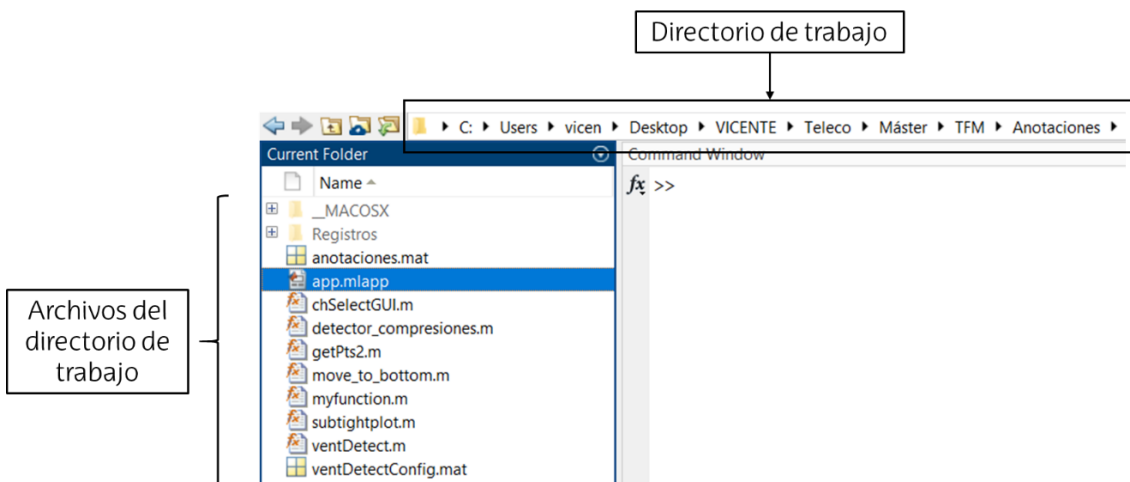 Directorio de trabajo
C: Users vicen Desktop VICENTE Teleco Máster TFM Anotaciones
Current Folder
Command Window
Name
fx >>
__MACOSX
Registros
anotaciones.mat
app.mlapp
chSelectGUI.m
detector_compresiones.m
getPts2.m
move_to_bottom.m
myfunction.m
subtightplot.m
ventDetect.m
ventDetectConfig.mat
Archivos del
directorio de
trabajo